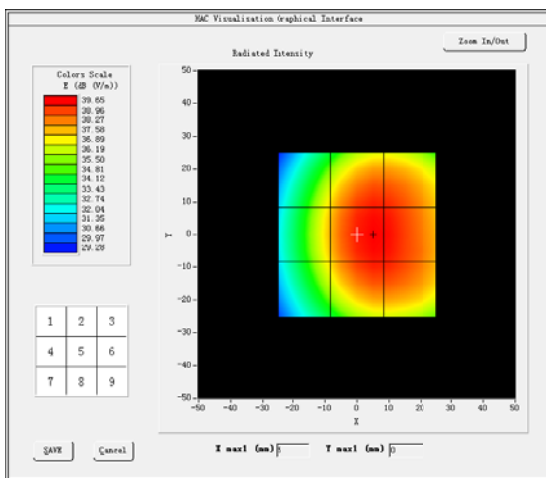 HAC Visualisation Graphical Interface
Zoom In/Out
Radiated Intensity
Colors Scale
E (dB (V/m))
39.65
38.96
38.27
37.58
36.89
36.19
35.50
34.81
34.12
33.43
32.74
32.04
31.35
30.66
29.97
29.28
50
40
30
20
10
0
-10
-20
-30
-40
-50
Y
-50 -40 -30 -20 -10 0 10 20 30 40 50
X
1 2 3
4 5 6
7 8 9
SAVE
Cancel
X max1 (mm)
Y max1 (mm) 0